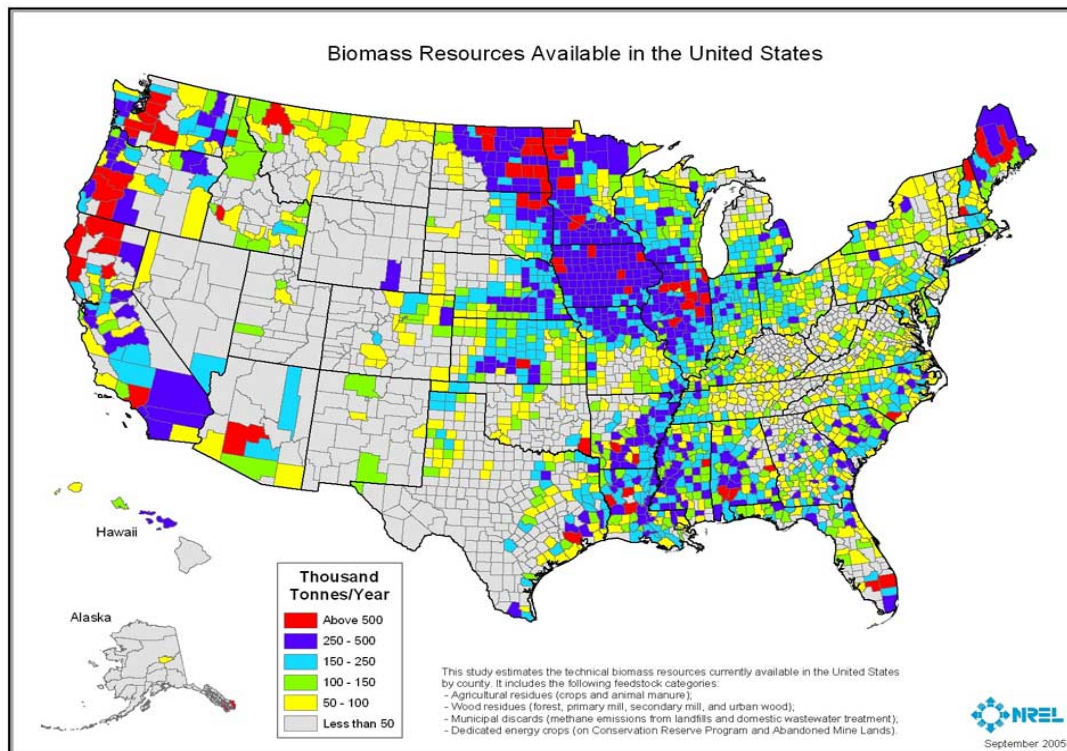 Biomass Resources Available in the United States
Hawaii
Alaska
Thousand
Tonnes/Year
Above 500
250 - 500
150 - 250
100 - 150
50 - 100
Less than 50
This study estimates the technical biomass resources currently available in the United States
by county. It includes the following feedstock categories:
- Agricultural residues (crops and animal manure);
- Wood residues (forest, primary mill, secondary mill, and urban wood);
- Municipal discards (methane emissions from landfills and domestic wastewater treatment);
- Dedicated energy crops (on Conservation Reserve Program and Abandoned Mine Lands).
NREL
September 2005